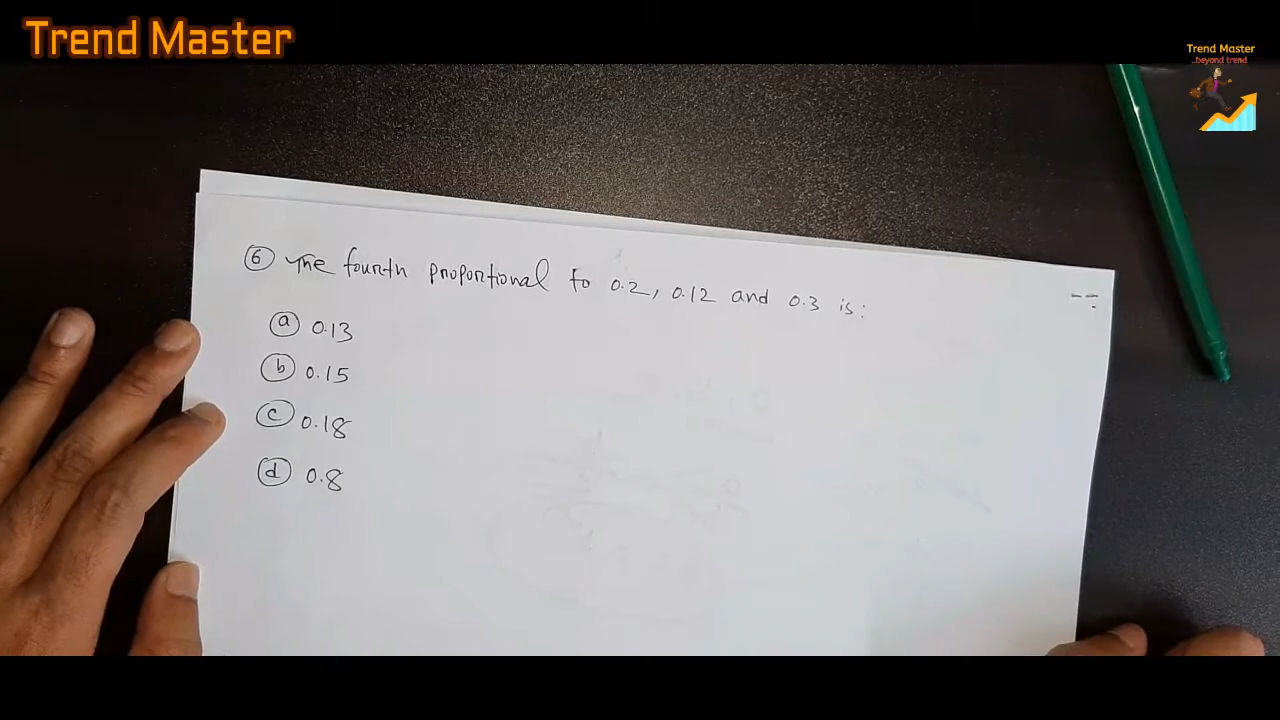 Trend Master
Trend Master
..beyond trend
6 The fourth proportional to 0.2, 0.12 and 0.3 is:
a 0.13
b 0.15
c 0.18
d 0.8